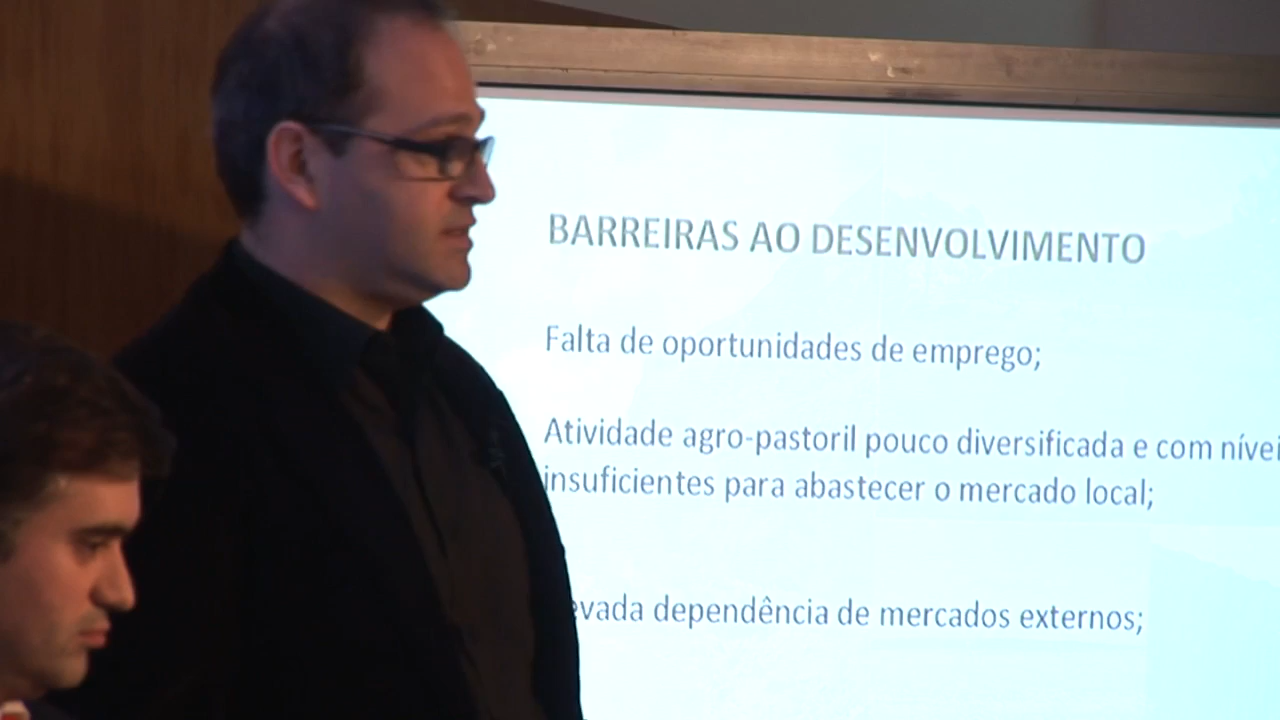 BARREIRAS AO DESENVOLVIMENTO
Falta de oportunidades de emprego;
Atividade agro-pastoril pouco diversificada e com
insuficientes para abastecer o mercado local;
dependência de mercados externos;